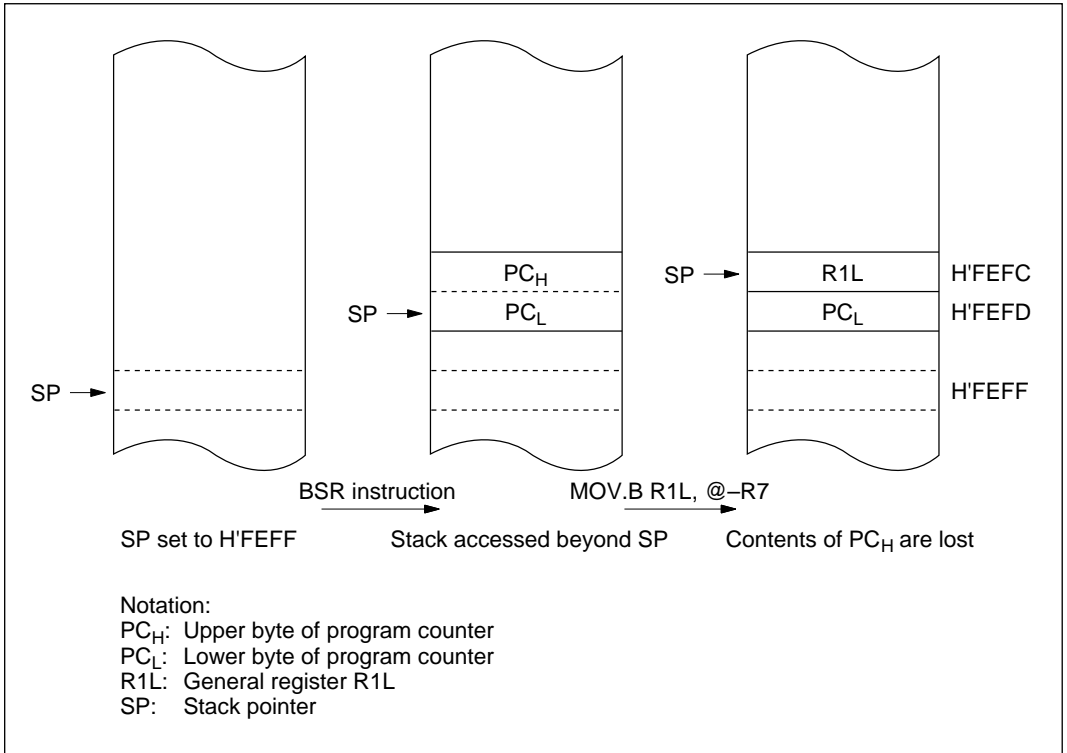 PCH
SP
PCL
SP
R1L
H'FEFC
PCL
H'FEFD
SP
H'FEFF
BSR instruction
MOV.B R1L, @–R7
SP set to H'FEFF
Stack accessed beyond SP
Contents of PCH are lost
Notation:
PCH: Upper byte of program counter
PCL: Lower byte of program counter
R1L: General register R1L
SP: Stack pointer